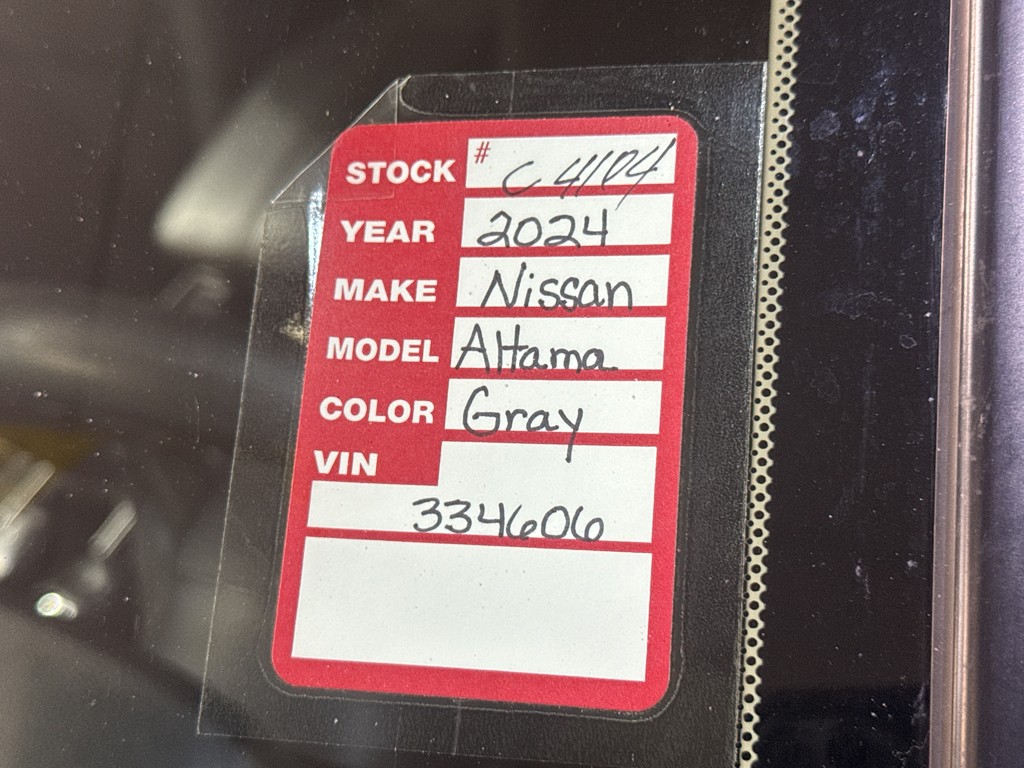 STOCK # C4104
YEAR 2024
MAKE Nissan
MODEL Altama
COLOR Gray
VIN
334606